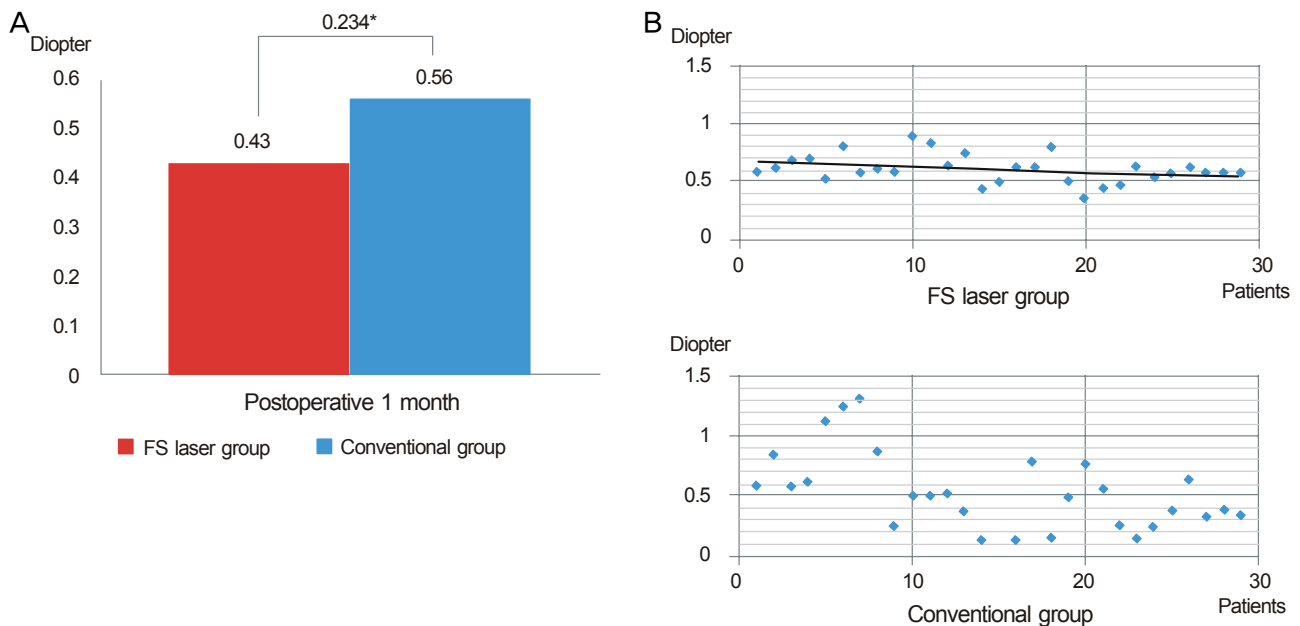 A
Diopter
0.234*
0.6
0.5
0.4
0.3
0.2
0.1
0
0.43
0.56
Postoperative 1 month
FS laser group
Conventional group
B
Diopter
1.5
1
0.5
0
0
10
20
30
FS laser group
Patients
Diopter
1.5
1
0.5
0
0
10
20
30
Conventional group
Patients